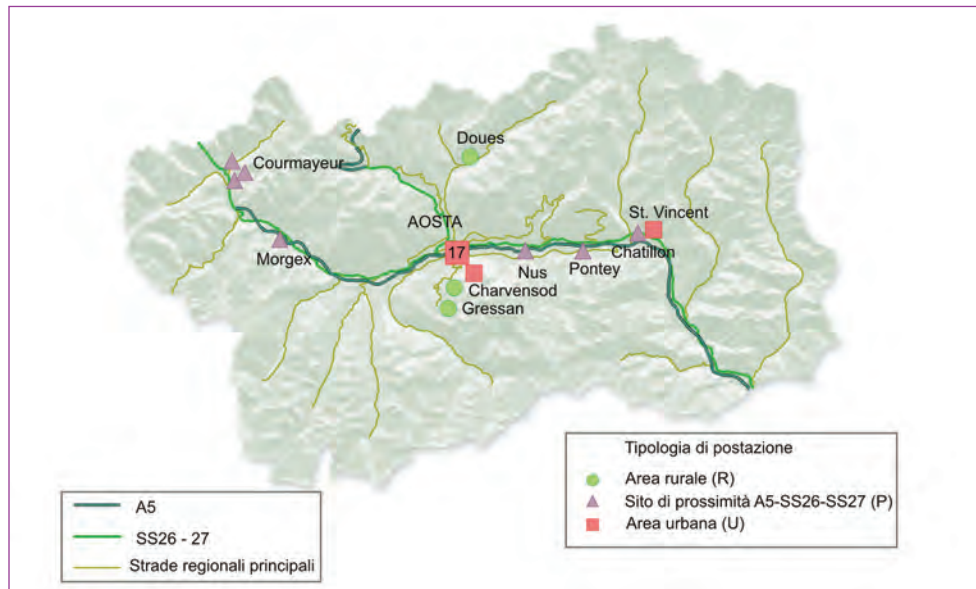 Doues
Courmayeur
AOSTA
St. Vincent
17
Chatillon
Morgex
Nus
Pontey
Charvensod
Gressan
Tipologia di postazione
Area rurale (R)
Sito di prossimità A5-SS26-SS27 (P)
Area urbana (U)
A5
SS26 - 27
Strade regionali principali